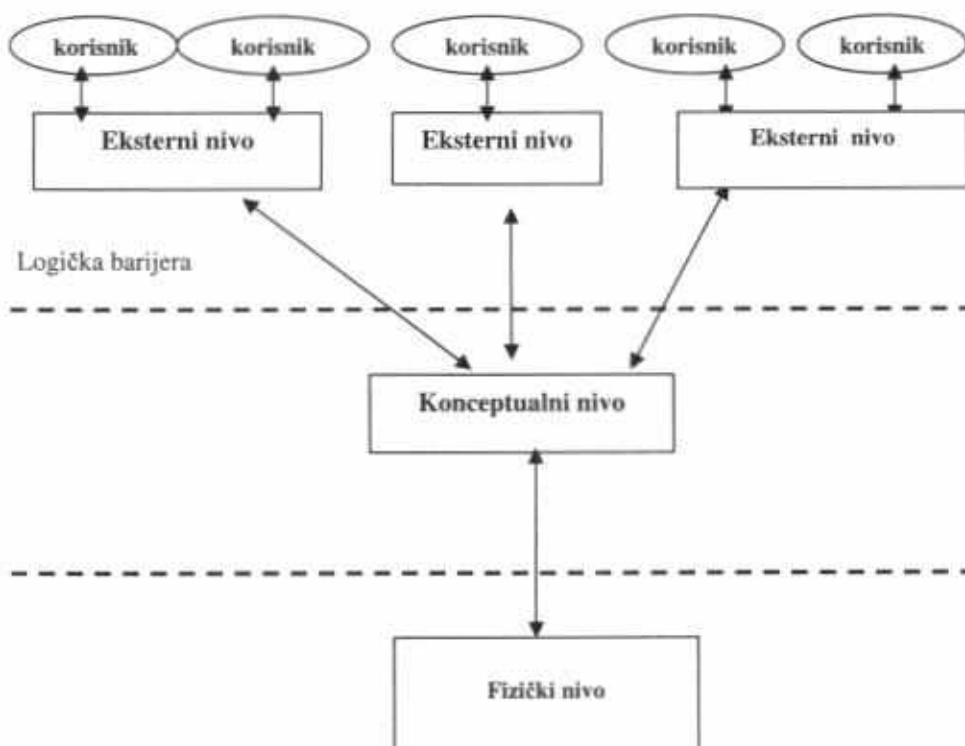 korisnik
korisnik
korisnik
korisnik
korisnik
Eksterni nivo
Eksterni nivo
Eksterni nivo
Logička barijera
Konceptualni nivo
Fizički nivo